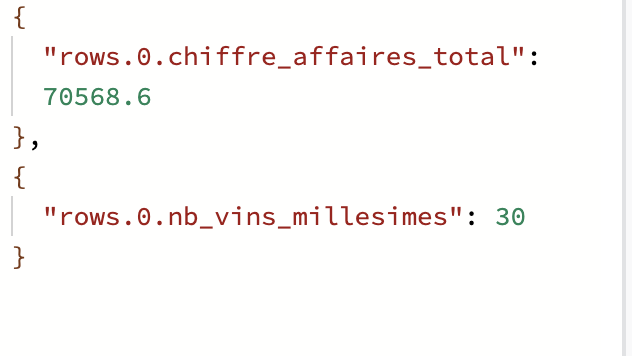 {
"rows.0.chiffre_affaires_total":
70568.6
},
{
"rows.0.nb_vins_millesimes": 30
}